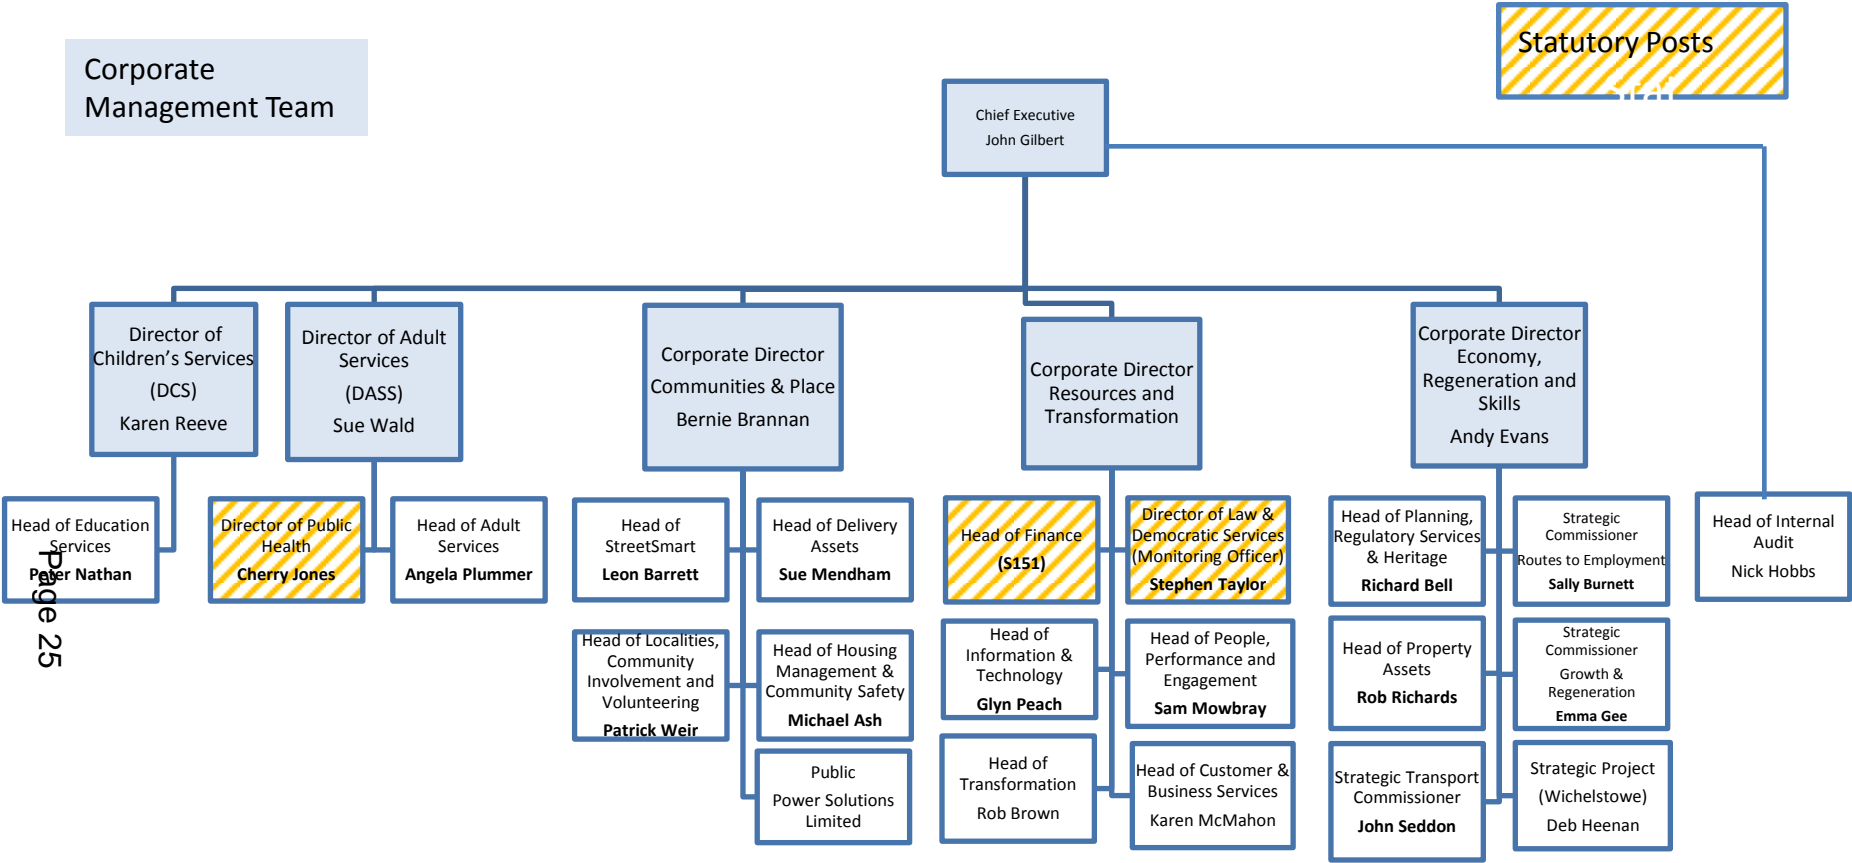 Corporate
Management Team
Statutory Posts
Chief Executive
John Gilbert
Director of
Children’s Services
(DCS)
Karen Reeve
Director of Adult
Services
(DASS)
Sue Wald
Corporate Director
Communities & Place
Bernie Brannan
Corporate Director
Resources and
Transformation
Corporate Director
Economy,
Regeneration and
Skills
Andy Evans
Head of Education
Services
Peter Nathan
Director of Public
Health
Cherry Jones
Head of Adult
Services
Angela Plummer
Head of
StreetSmart
Leon Barrett
Head of Delivery
Assets
Sue Mendham
Head of Finance
(S151)
Director of Law &
Democratic Services
(Monitoring Officer)
Stephen Taylor
Head of Planning,
Regulatory Services
& Heritage
Richard Bell
Strategic
Commissioner
Routes to Employment
Sally Burnett
Head of Internal
Audit
Nick Hobbs
Head of Localities,
Community
Involvement and
Volunteering
Patrick Weir
Head of Housing
Management &
Community Safety
Michael Ash
Head of
Information &
Technology
Glyn Peach
Head of People,
Performance and
Engagement
Sam Mowbray
Head of Property
Assets
Rob Richards
Strategic
Commissioner
Growth &
Regeneration
Emma Gee
Public
Power Solutions
Limited
Head of
Transformation
Rob Brown
Head of Customer &
Business Services
Karen McMahon
Strategic Transport
Commissioner
John Seddon
Strategic Project
(Wichelstowe)
Deb Heenan
Page 25